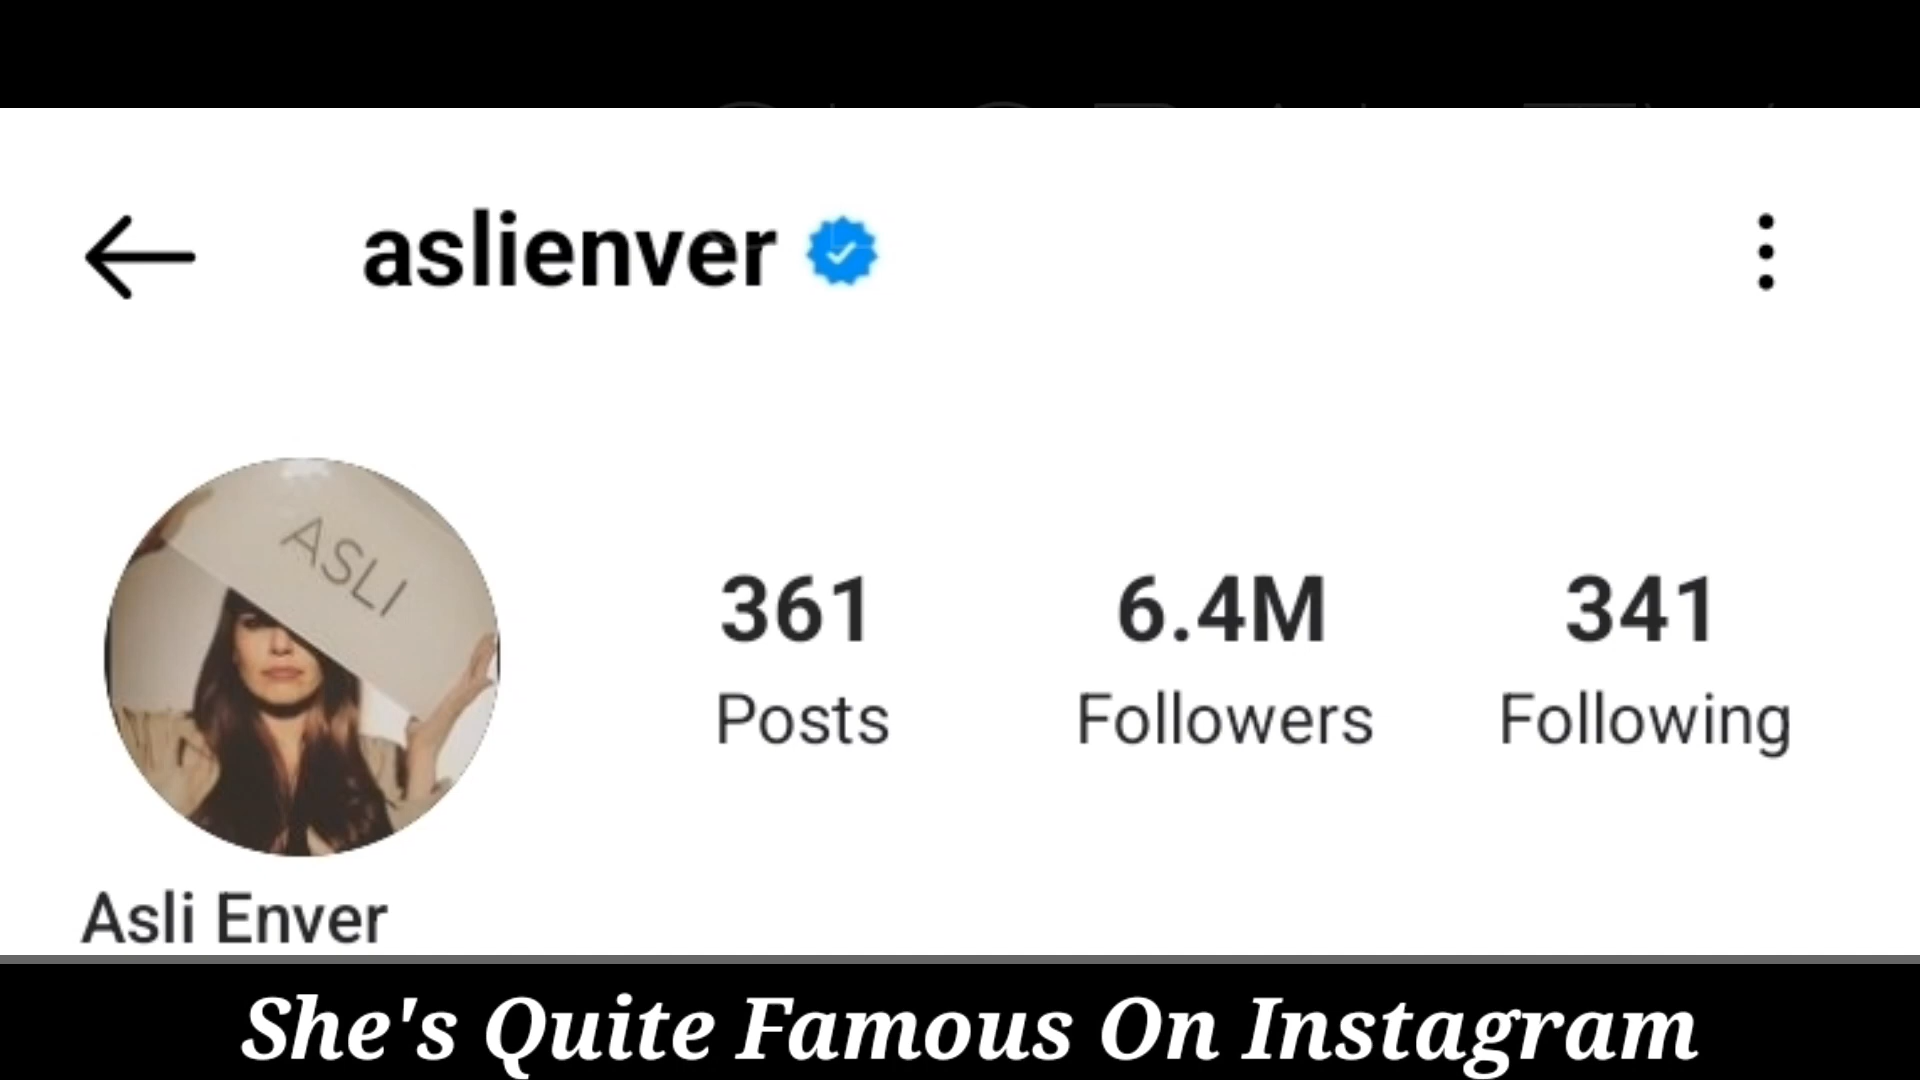 aslienver
ASLI
361 6.4M 341
Posts Followers Following
Asli Enver
She's Quite Famous On Instagram